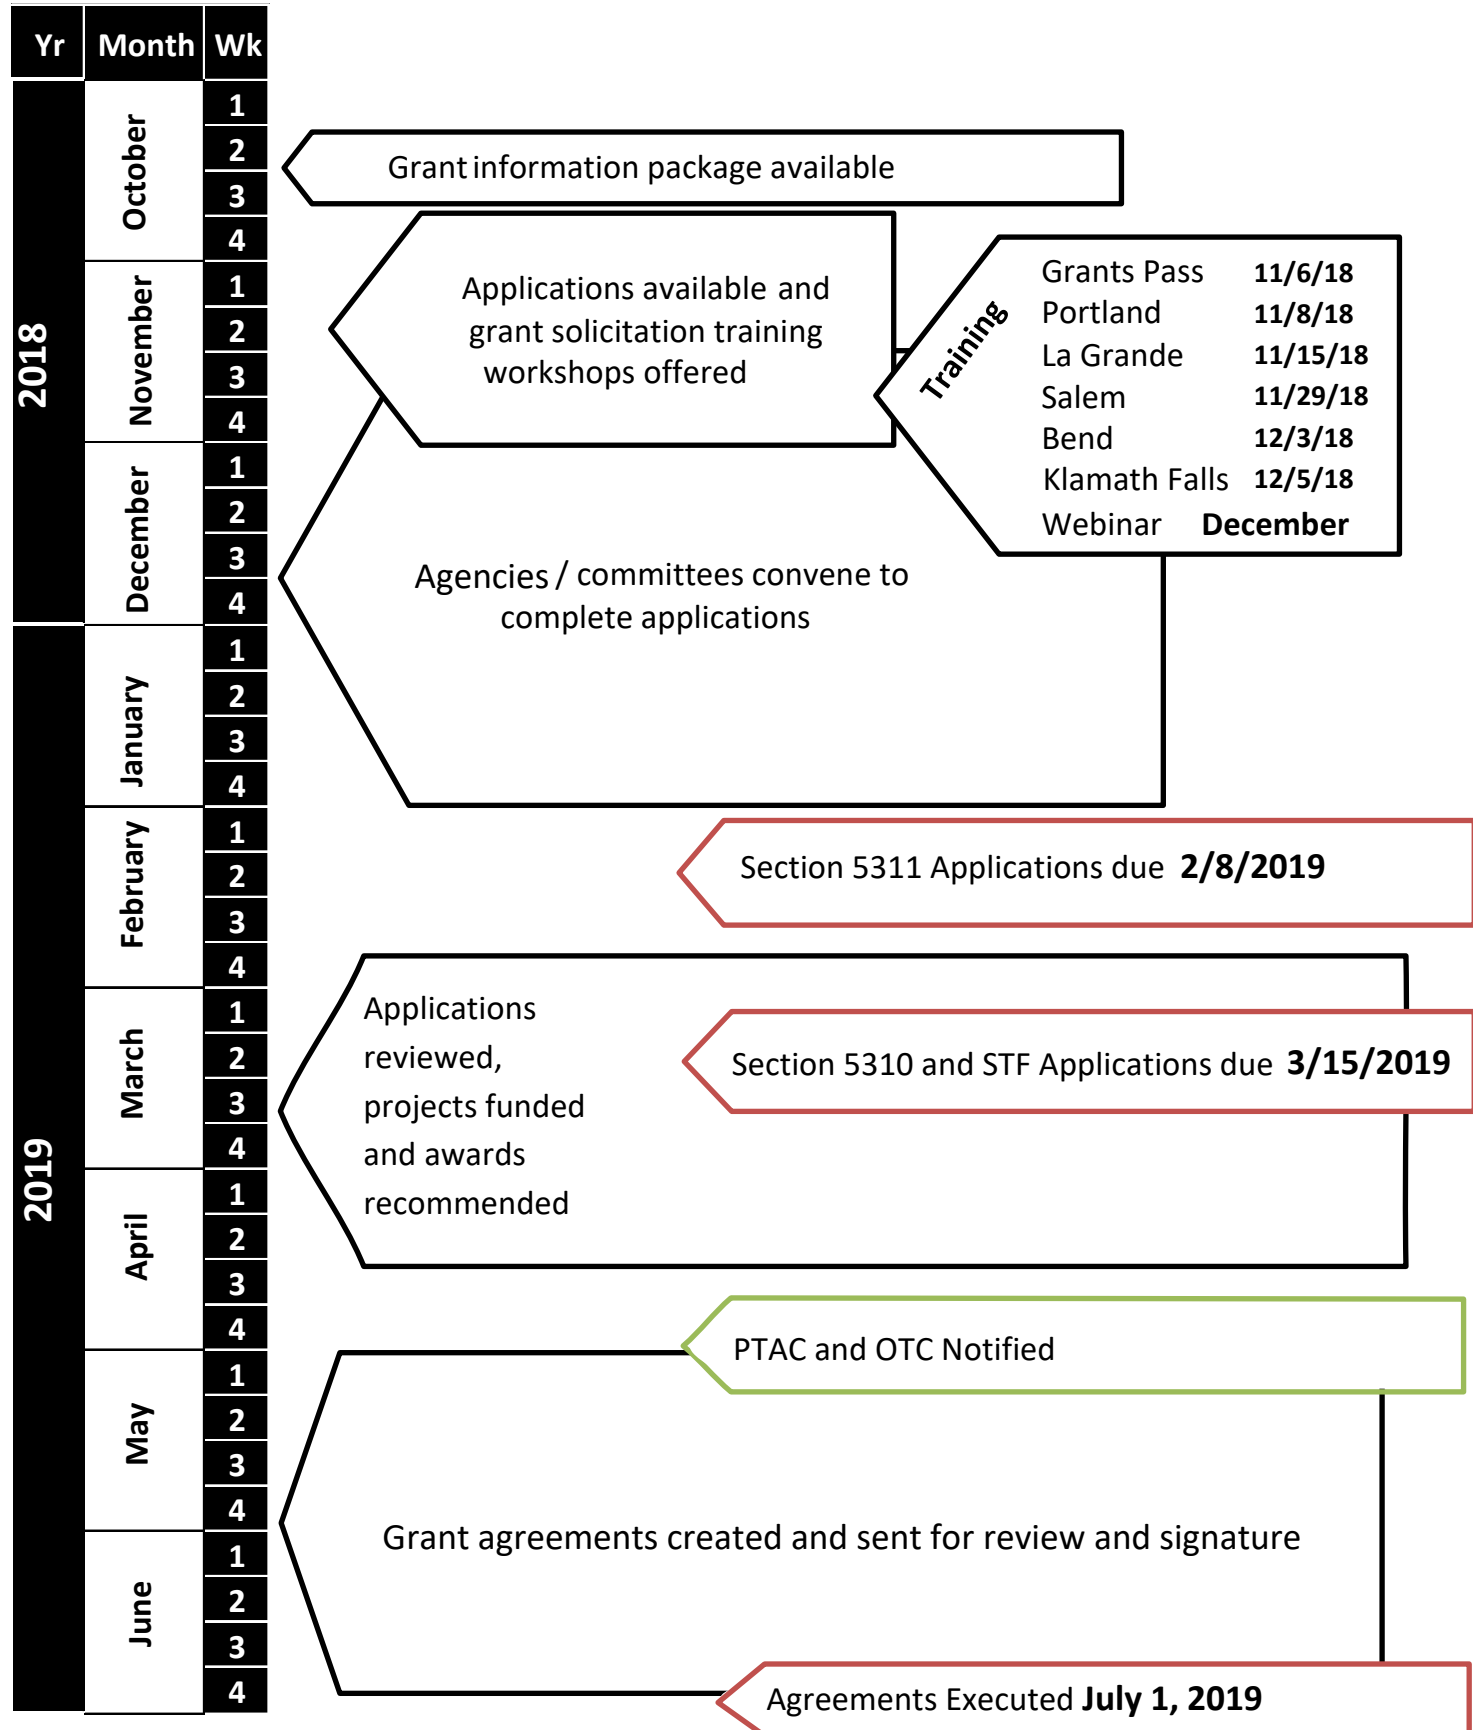 Yr Month Wk
2018
October
1
2
3
4
November
1
2
3
4
December
1
2
3
4
2019
January
1
2
3
4
February
1
2
3
4
March
1
2
3
4
April
1
2
3
4
May
1
2
3
4
June
1
2
3
4
Grant information package available
Applications available and
grant solicitation training
workshops offered
Training
Grants Pass 11/6/18
Portland 11/8/18
La Grande 11/15/18
Salem 11/29/18
Bend 12/3/18
Klamath Falls 12/5/18
Webinar December
Agencies / committees convene to
complete applications
Section 5311 Applications due 2/8/2019
Applications
reviewed,
projects funded
and awards
recommended
Section 5310 and STF Applications due 3/15/2019
PTAC and OTC Notified
Grant agreements created and sent for review and signature
Agreements Executed July 1, 2019